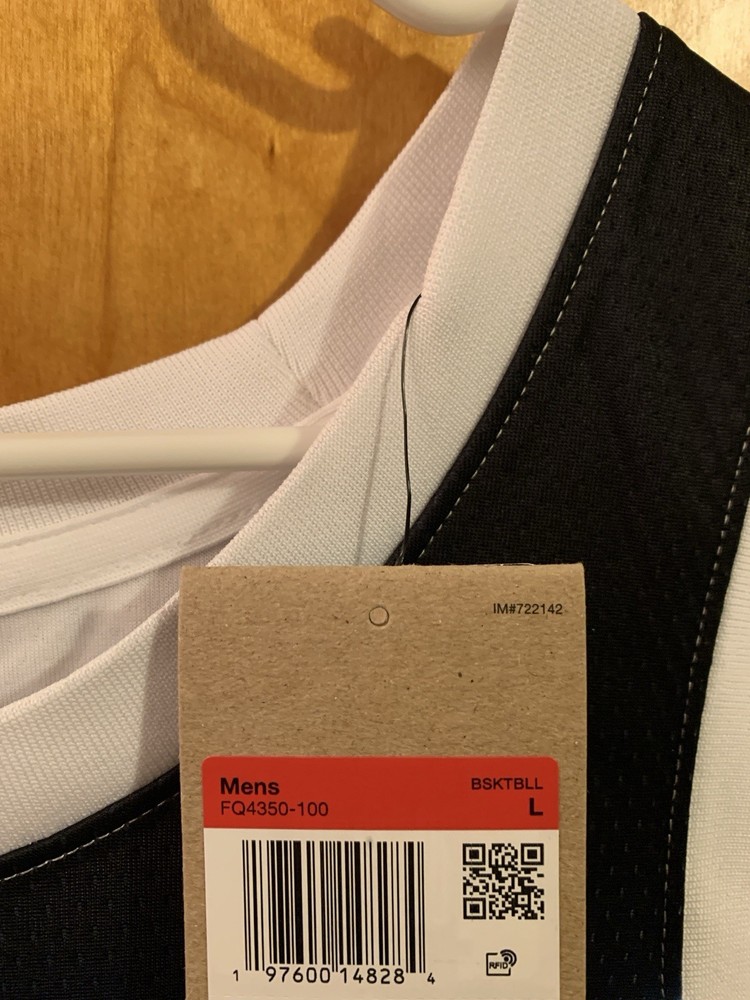 IM#722142
Mens
BSKTBLL
FQ4350-100
L
RFID
1 97600 14828 4